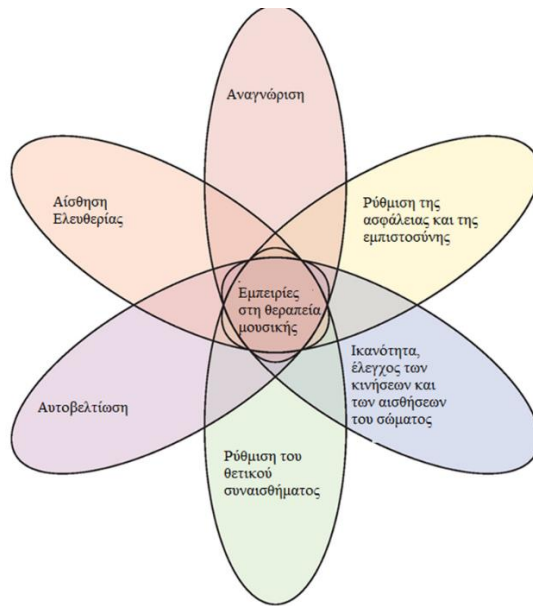 Αναγνώριση
Αίσθηση
Ελευθερίας
Ρύθμιση της
ασφάλειας και της
εμπιστοσύνης
Εμπειρίες
στη θεραπεία
μουσικής
Αυτοβελτίωση
Ικανότητα,
έλεγχος των
κινήσεων και
των αισθήσεων
του σώματος
Ρύθμιση του
θετικού
συναισθήματος